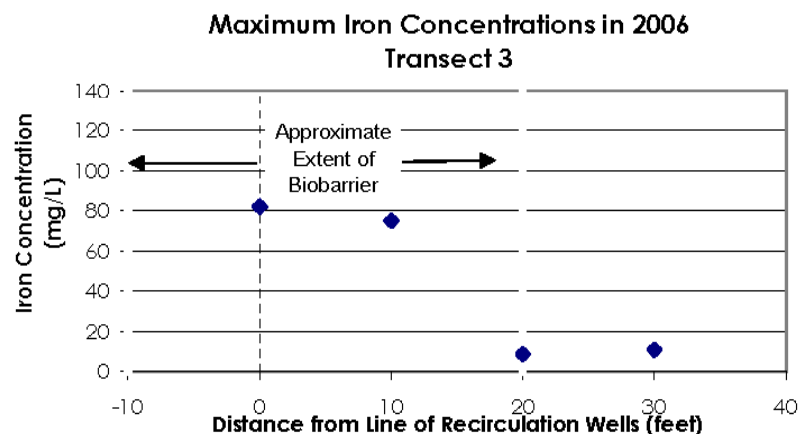 Maximum Iron Concentrations in 2006
Transect 3
Iron Concentration
(mg/L)
140
120
100
80
60
40
20
0
Approximate
Extent of
Biobarrier
-10 0 10 20 30 40
Distance from Line of Recirculation Wells (feet)